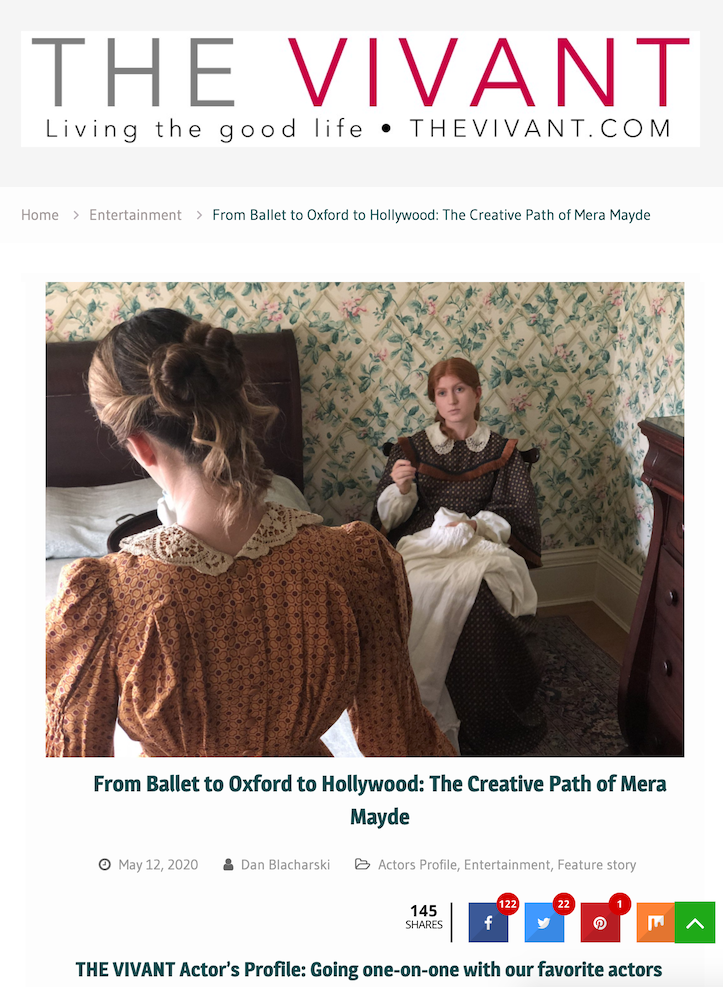 THE VIVANT
Living the good life • THEVIVANT.COM
Home > Entertainment > From Ballet to Oxford to Hollywood: The Creative Path of Mera Mayde
From Ballet to Oxford to Hollywood: The Creative Path of Mera
Mayde
May 12, 2020 Dan Blacharski Actors Profile, Entertainment, Feature story
145
SHARES
122
22
1
THE VIVANT Actor's Profile: Going one-on-one with our favorite actors